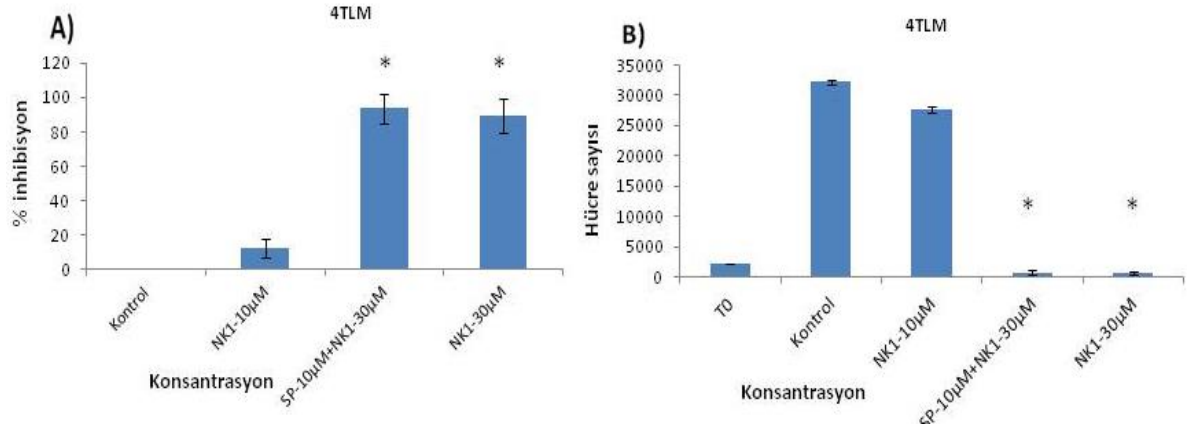 A)
4TLM
% inhibisyon
120
100
80
60
40
20
0
*
*
Kontrol
NK1-10µM
SP-10µM+NK1-30µM
NK1-30µM
Konsantrasyon
B)
4TLM
Hücre sayısı
35000
30000
25000
20000
15000
10000
5000
0
*
*
T0
Kontrol
NK1-10µM
SP-10µM+NK1-30µM
NK1-30µM
Konsantrasyon